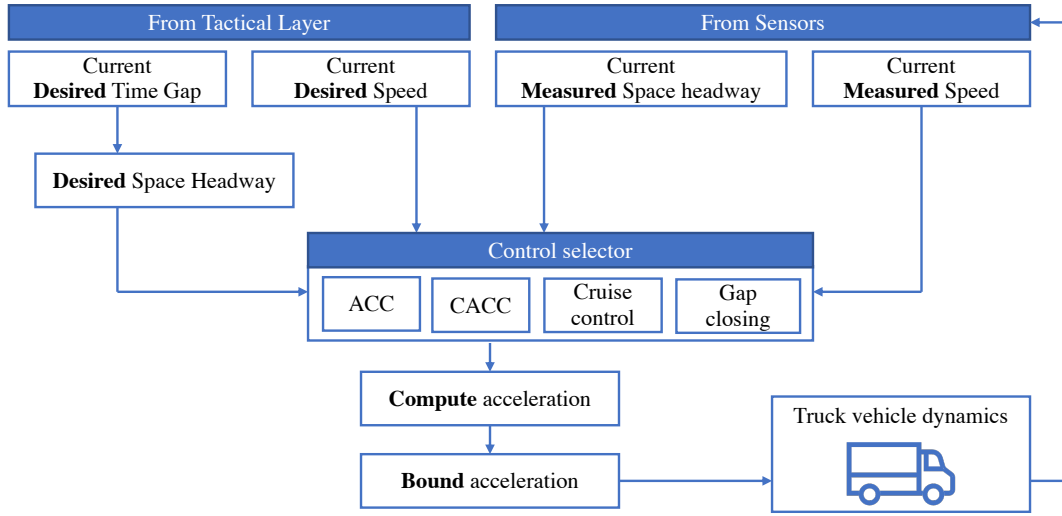 From Tactical Layer
From Sensors
Current
Desired Time Gap
Current
Desired Speed
Current
Measured Space headway
Current
Measured Speed
Desired Space Headway
Control selector
ACC
CACC
Cruise
control
Gap
closing
Compute acceleration
Truck vehicle dynamics
Bound acceleration